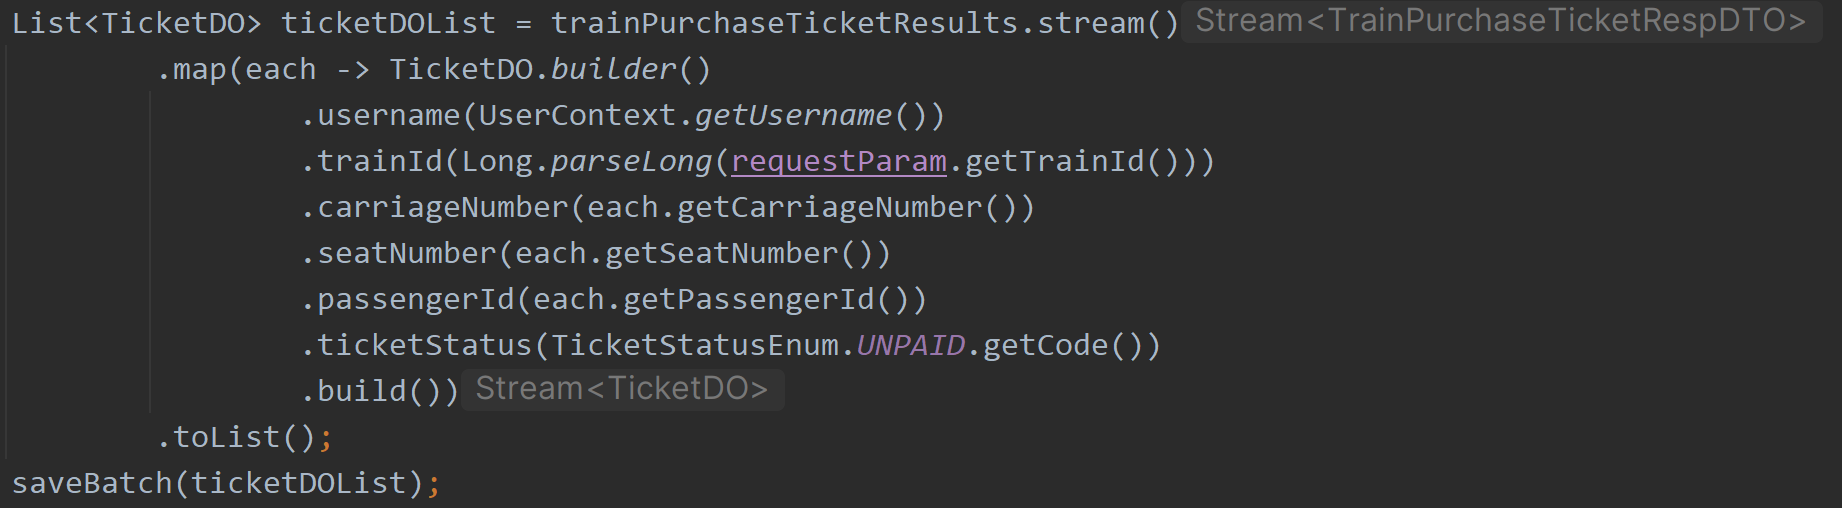 List<TicketDO> ticketDOList = trainPurchaseTicketResults.stream() Stream<TrainPurchaseTicketRespDTO>
.map(each -> TicketDO.builder()
.username(UserContext.getUsername())
.trainId(Long.parseLong(requestParam.getTrainId()))
.carriageNumber(each.getCarriageNumber())
.seatNumber(each.getSeatNumber())
.passengerId(each.getPassengerId())
.ticketStatus(TicketStatusEnum.UNPAID.getCode())
.build()) Stream<TicketDO>
.toList();
saveBatch(ticketDOList);